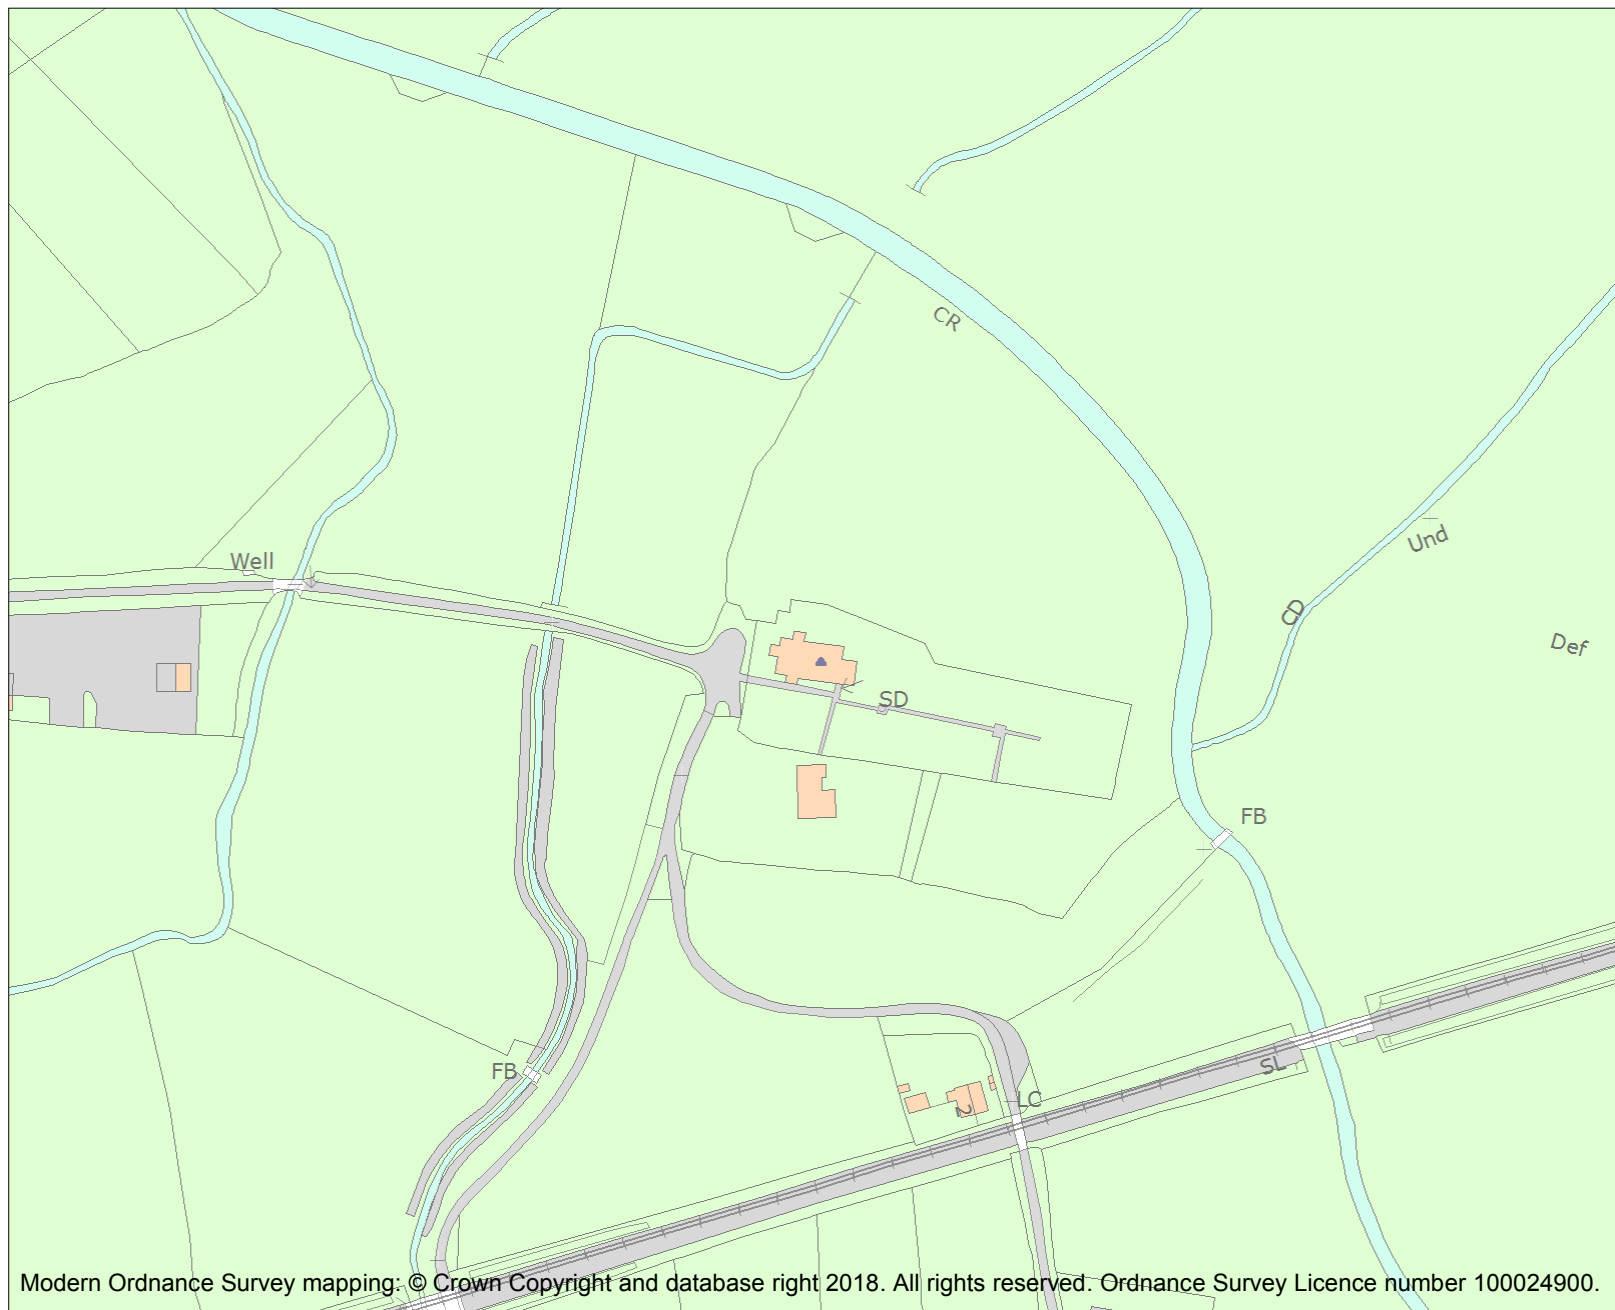 CR
Und
Well
CD
Def
SD
FB
FB
SL
LC
2
Modern Ordnance Survey mapping: © Crown Copyright and database right 2018. All rights reserved. Ordnance Survey Licence number 100024900.